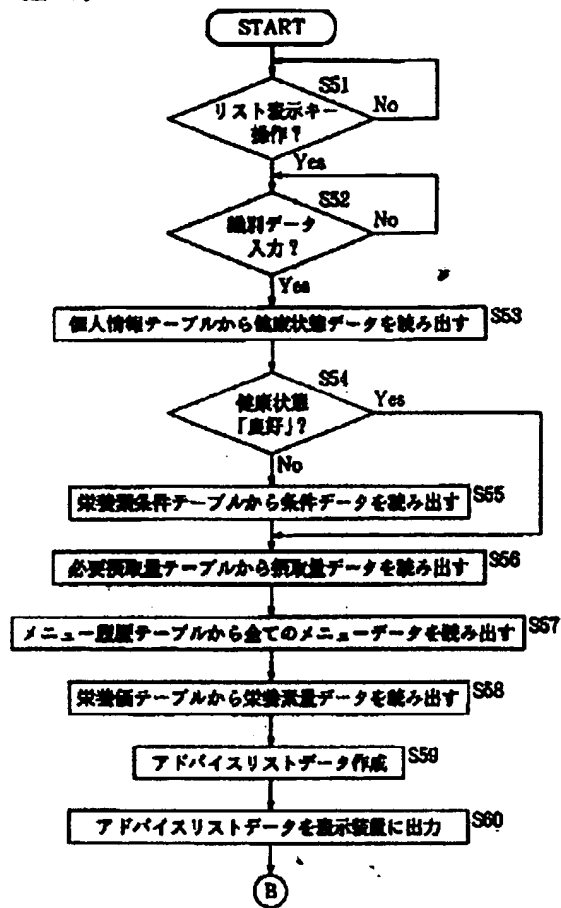 START
S51
リスト表示キー
操作？
No
Yes
S52
識別データ
入力？
No
Yes
個人情報テーブルから健康状態データを読み出す
S53
S54
健康状態
「良好」？
Yes
No
栄養素条件テーブルから条件データを読み出す
S55
必要摂取量テーブルから摂取量データを読み出す
S56
メニュー履歴テーブルから全てのメニューデータを読み出す
S57
栄養価テーブルから栄養素量データを読み出す
S58
アドバイスリストデータ作成
S59
アドバイスリストデータを表示装置に出力
S60
B